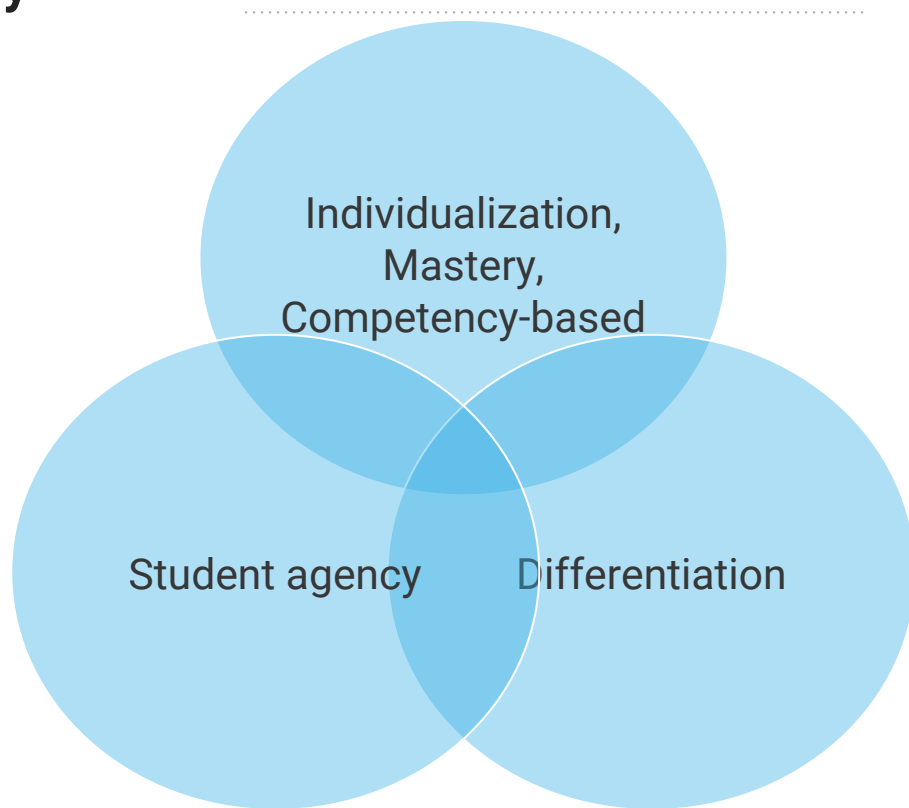 y
Individualization,
Mastery,
Competency-based
Student agency
Differentiation